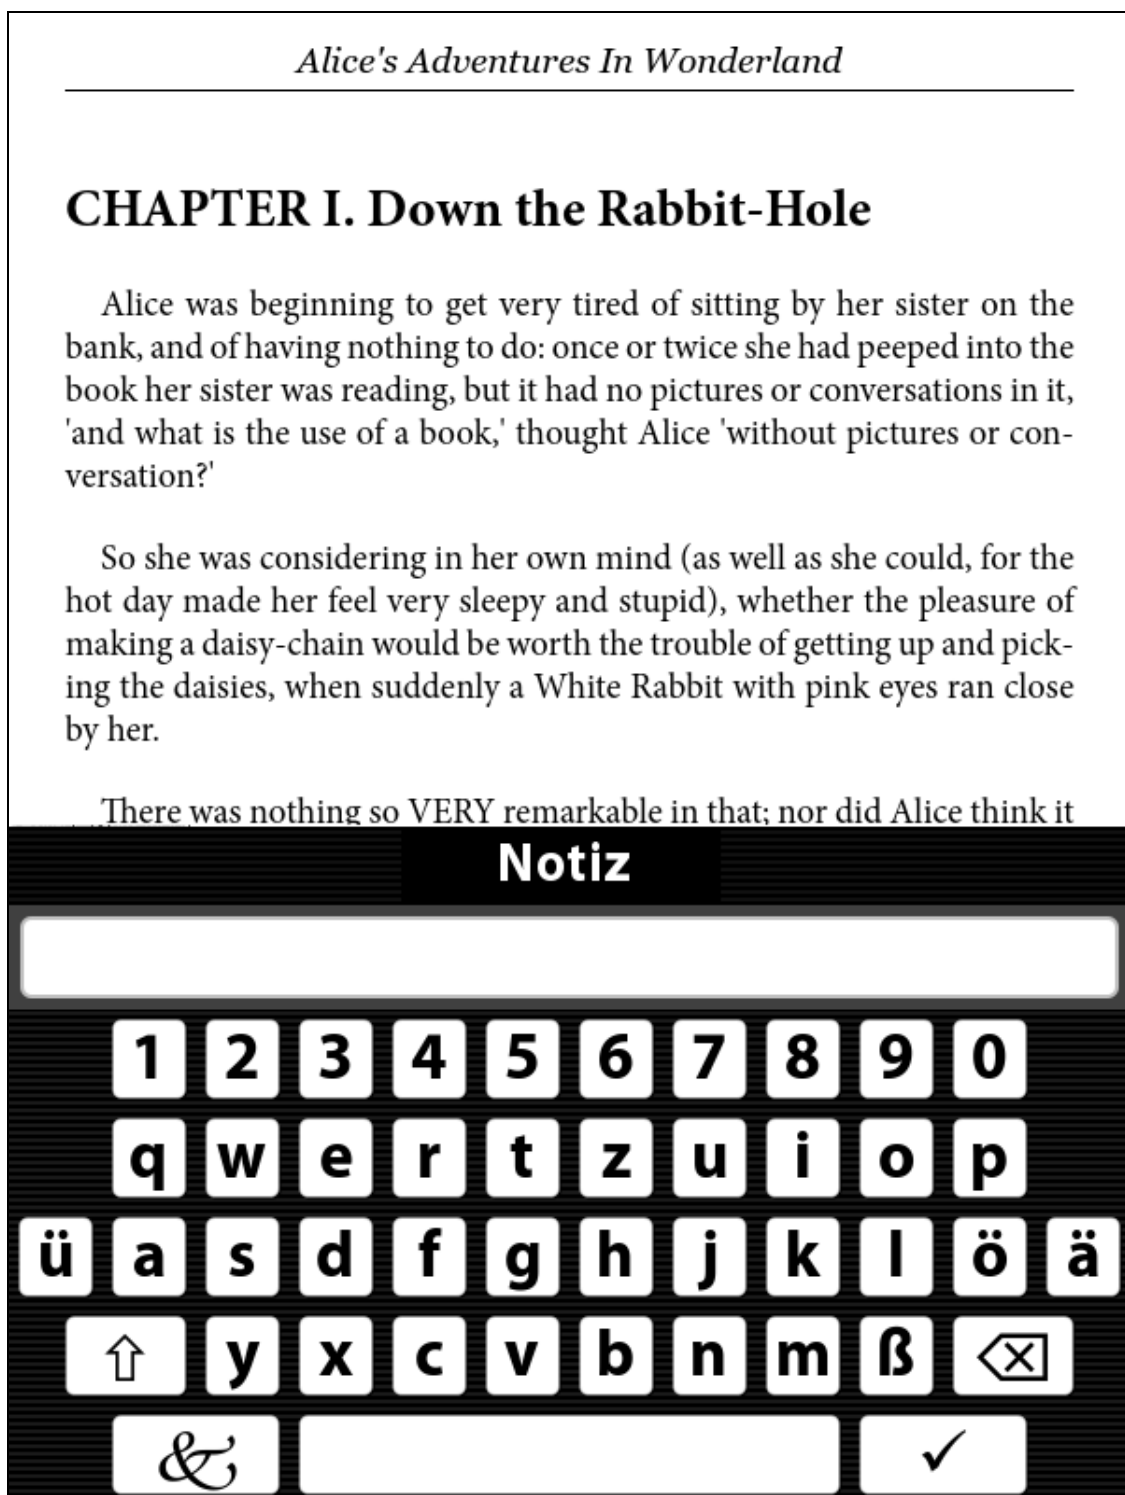 Alice's Adventures In Wonderland
CHAPTER I. Down the Rabbit-Hole
Alice was beginning to get very tired of sitting by her sister on the
bank, and of having nothing to do: once or twice she had peeped into the
book her sister was reading, but it had no pictures or conversations in it,
'and what is the use of a book,' thought Alice 'without pictures or con-
versation?'
So she was considering in her own mind (as well as she could, for the
hot day made her feel very sleepy and stupid), whether the pleasure of
making a daisy-chain would be worth the trouble of getting up and pick-
ing the daisies, when suddenly a White Rabbit with pink eyes ran close
by her.
There was nothing so VERY remarkable in that; nor did Alice think it
Notiz
1 2 3 4 5 6 7 8 9 0
q w e r t z u i o p
ü a s d f g h j k l ö ä
⇧ y x c v b n m ß ⌫
& ✓